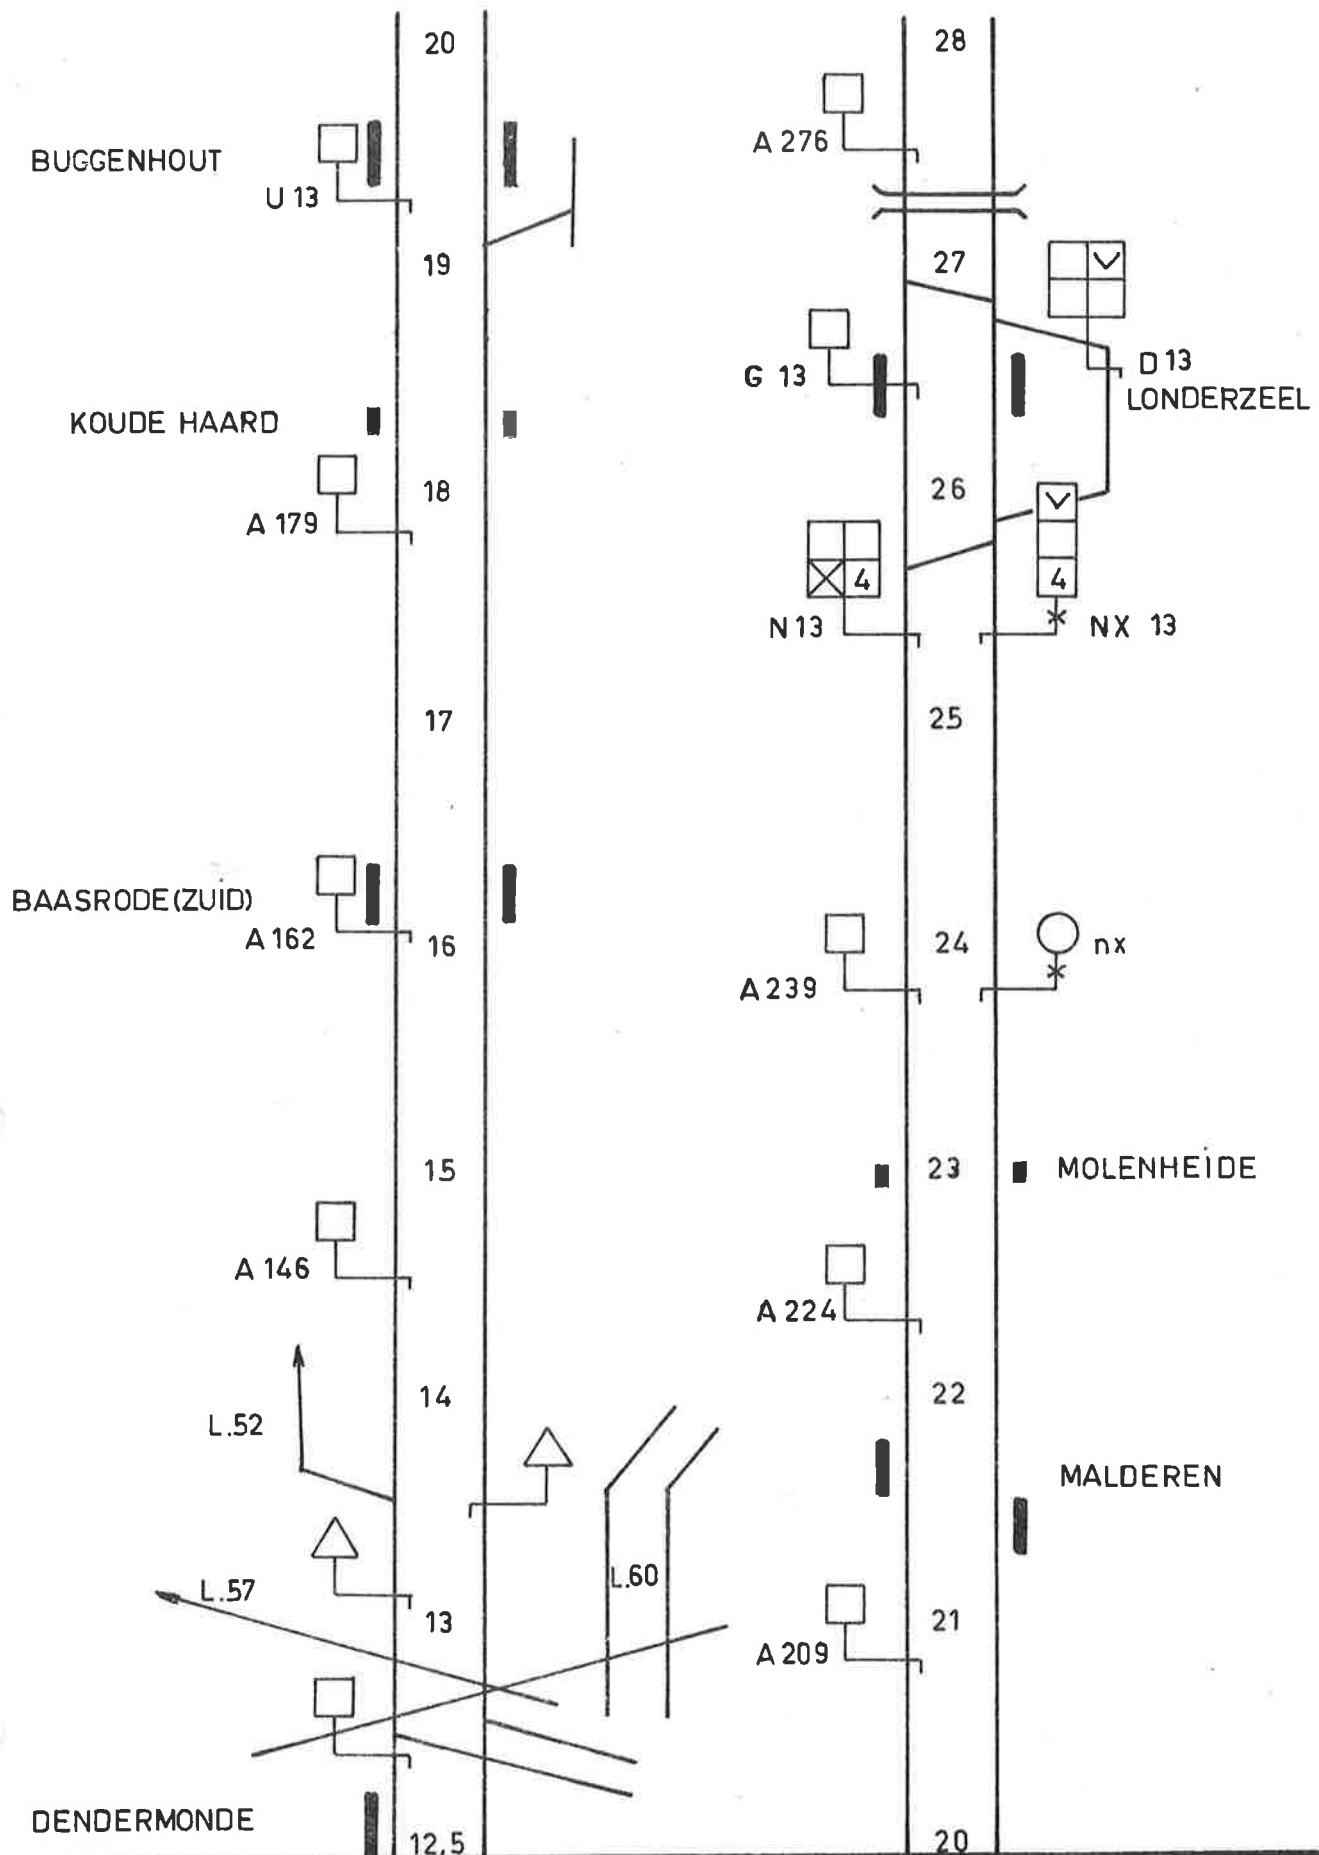 20
BUGGENHOUT
U 13
19
KOUDE HAARD
18
A 179
17
BAASRODE (ZUID)
A 162
16
15
A 146
14
L.52
L.57
L.60
13
DENDERMONDE
12,5
28
A 276
27
V
G 13
D 13
LONDERZEEL
26
V
4
4
N 13
NX 13
25
24
nx
A 239
23
MOLENHEIDE
A 224
22
MALDEREN
21
A 209
20